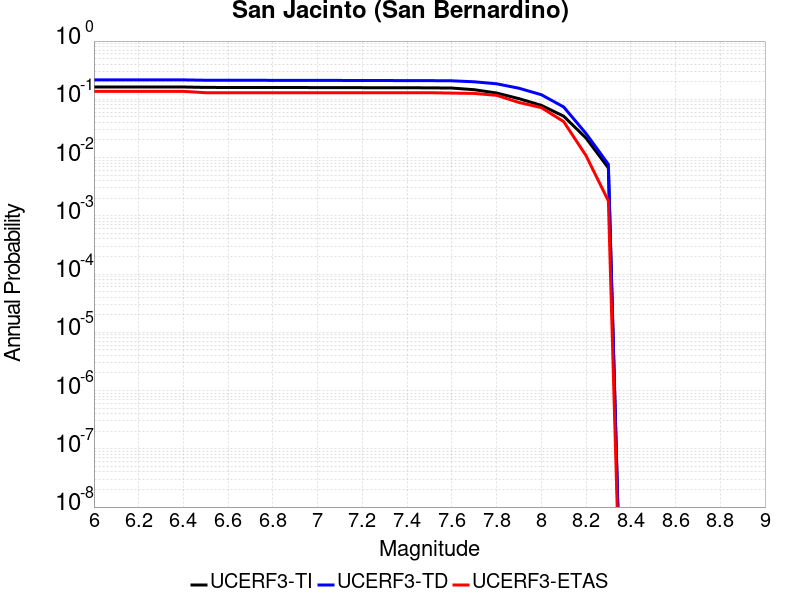 San Jacinto (San Bernardino)
10^0
10^-1
10^-2
10^-3
10^-4
10^-5
10^-6
10^-7
10^-8
Annual Probability
6 6.2 6.4 6.6 6.8 7 7.2 7.4 7.6 7.8 8 8.2 8.4 8.6 8.8 9
Magnitude
UCERF3-TI UCERF3-TD UCERF3-ETAS